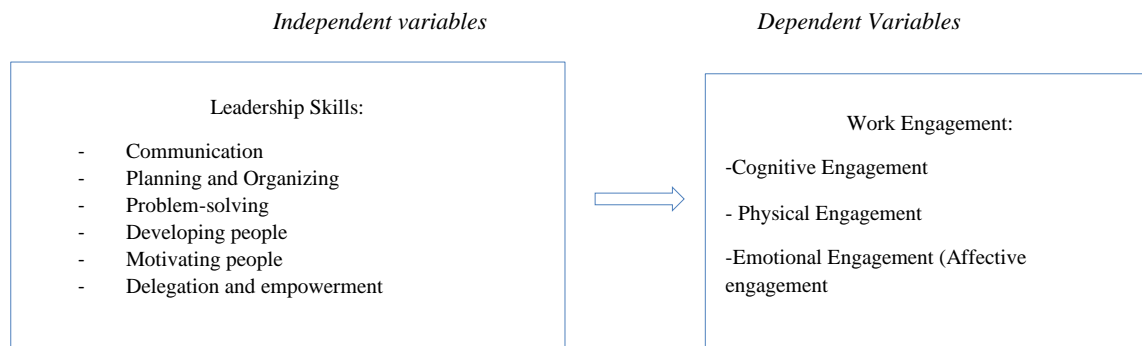 Independent variables
Dependent Variables
Leadership Skills:
- Communication
- Planning and Organizing
- Problem-solving
- Developing people
- Motivating people
- Delegation and empowerment
Work Engagement:
-Cognitive Engagement
- Physical Engagement
-Emotional Engagement (Affective
engagement